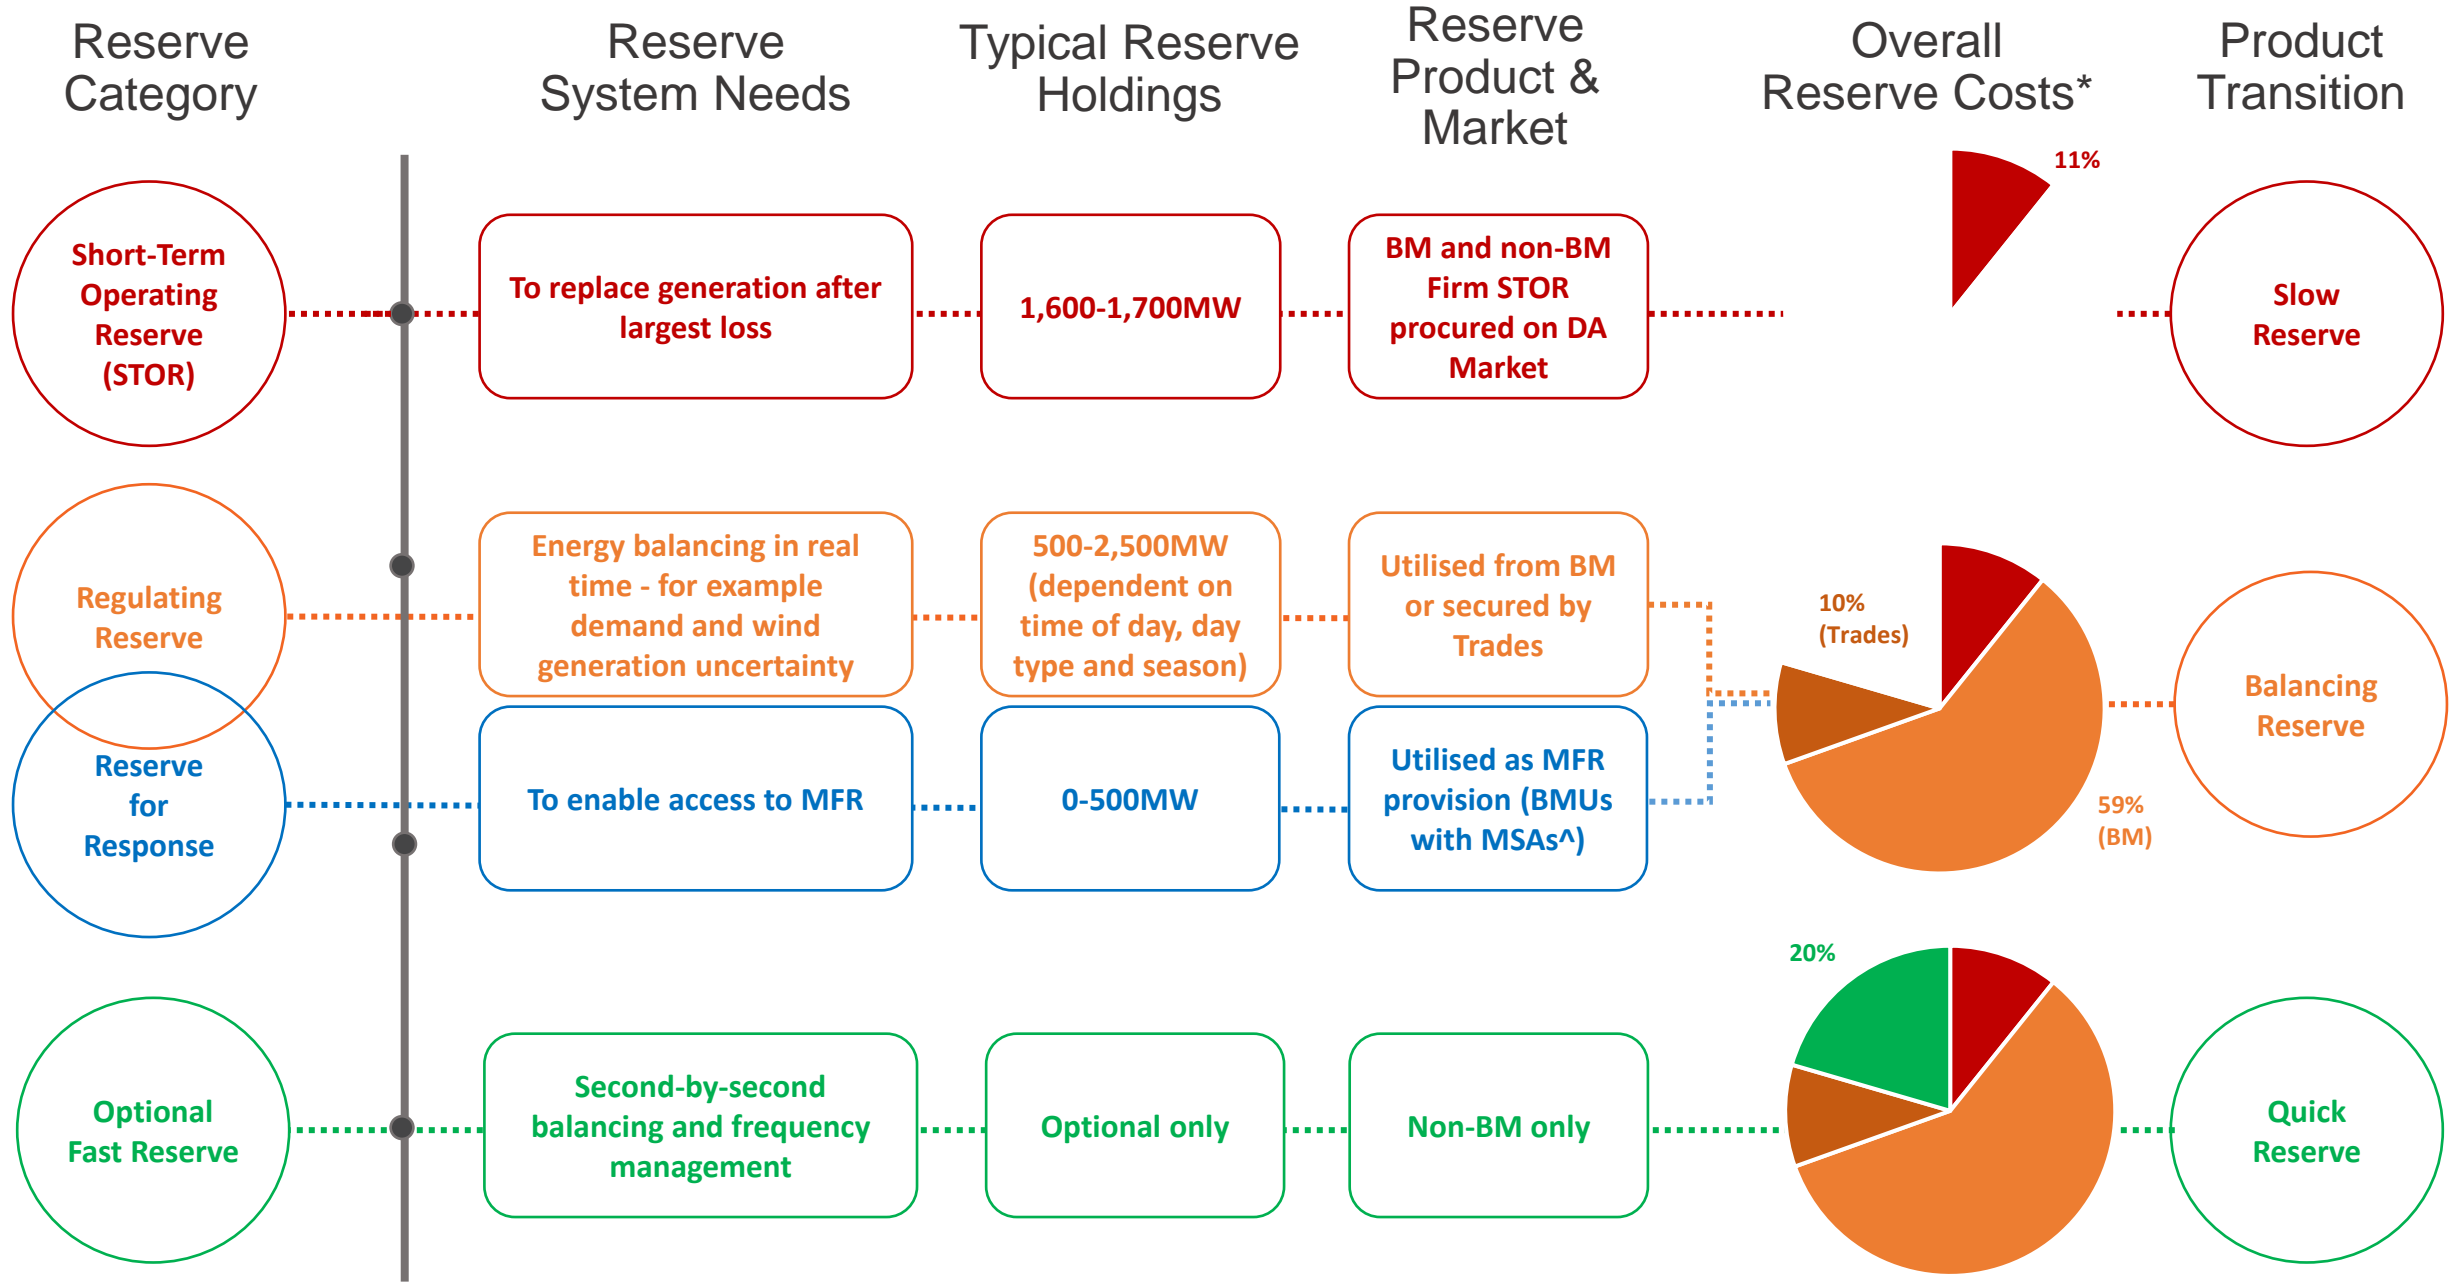 Reserve
Category
Reserve
System Needs
Typical Reserve
Holdings
Reserve
Product &
Market
Overall
Reserve Costs*
Product
Transition
Short-Term
Operating
Reserve
(STOR)
To replace generation after
largest loss
1,600-1,700MW
BM and non-BM
Firm STOR
procured on DA
Market
11%
Slow
Reserve
Regulating
Reserve
Energy balancing in real
time - for example
demand and wind
generation uncertainty
500-2,500MW
(dependent on
time of day, day
type and season)
Utilised from BM
or secured by
Trades
10%
(Trades)
59%
(BM)
Balancing
Reserve
Reserve
for
Response
To enable access to MFR
0-500MW
Utilised as MFR
provision (BMUs
with MSAs^)
Optional
Fast Reserve
Second-by-second
balancing and frequency
management
Optional only
Non-BM only
20%
Quick
Reserve